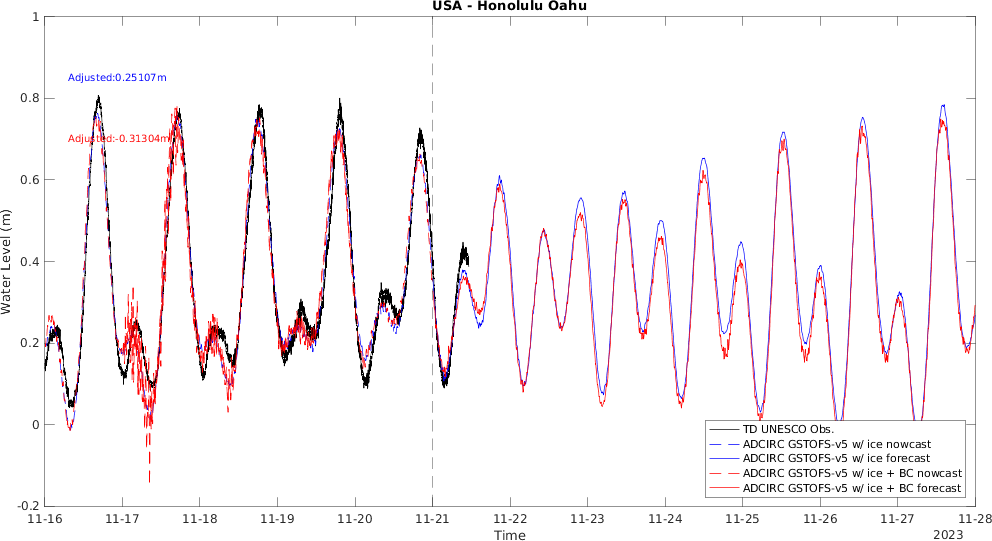 USA - Honolulu Oahu
Adjusted:0.25107m
Adjusted:-0.31304m
Water Level (m)
1
0.8
0.6
0.4
0.2
0
-0.2
11-16 11-17 11-18 11-19 11-20 11-21 11-22 11-23 11-24 11-25 11-26 11-27 11-28
Time
2023
TD UNESCO Obs.
ADCIRC GSTOFS-v5 w/ ice nowcast
ADCIRC GSTOFS-v5 w/ ice forecast
ADCIRC GSTOFS-v5 w/ ice + BC nowcast
ADCIRC GSTOFS-v5 w/ ice + BC forecast